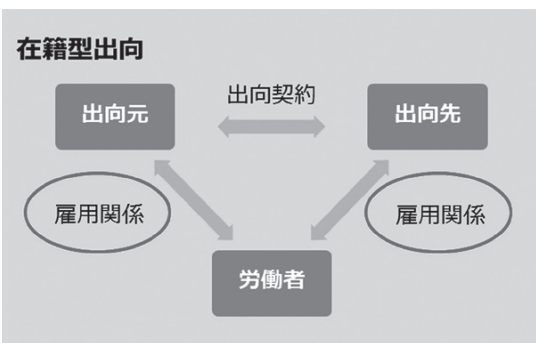 在籍型出向
出向契約
出向元
出向先
雇用関係
雇用関係
労働者